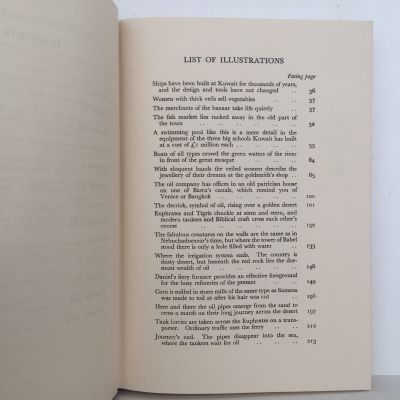 LIST OF ILLUSTRATIONS
Facing page
Ships have been built at Kuwait for thousands of years,
and the design and tools have not changed .. 36
Women with thick veils sell vegetables .. .. 37
The merchants of the bazaar take life quietly .. 37
The fish market lies tucked away in the old part of
the town .. .. .. .. .. 52
A swimming pool like this is a mere detail in the
equipment of the three big schools Kuwait has built
at a cost of £1 million each .. .. .. 53
Boats of all types crowd the green waters of the river
in front of the great mosque .. .. .. 84
With eloquent hands the veiled women describe the
jewellery of their dreams at the goldsmith's shop .. 85
The oil company has offices in an old patrician house
on one of Basra's canals, which remind you of
Venice or Bangkok .. .. .. .. 100
The derrick, symbol of oil, rising over a golden desert 101
Euphrates and Tigris chuckle at stem and stern, and
modern tankers and Biblical craft cross each other's
course .. .. .. .. .. 132
The fabulous creatures on the walls are the same as in
Nebuchadnezzar's time, but where the tower of Babel
stood there is only a hole filled with water .. 133
Where the irrigation system ends. The country is
dusty desert, but beneath the red rock lies the dor-
mant wealth of oil .. .. .. .. 148
Daniel's fiery furnace provides an effective foreground
for the busy refineries of the present .. .. 149
Corn is milled in stone mills of the same type as Samson
was made to toil at after his hair was cut .. 196
Here and there the oil pipes emerge from the sand to
cross a marsh on their long journey across the desert 197
Tank lorries are taken across the Euphrates on a trans-
porter. Ordinary traffic uses the ferry .. .. 212
Journey's end. The pipes disappear into the sea,
where the tankers wait for oil .. .. .. 213